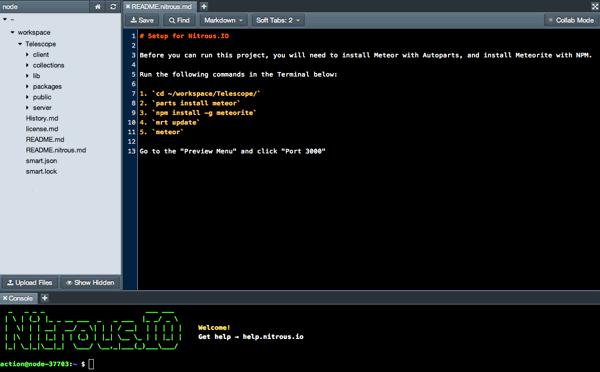 node
README.nitrous.md
Save
Find
Markdown
Soft Tabs: 2
Collab Mode
~
workspace
Telescope
client
collections
lib
packages
public
server
History.md
license.md
README.md
README.nitrous.md
smart.json
smart.lock
Upload Files
Show Hidden
1 # Setup for Nitrous.IO
2
3 Before you can run this project, you will need to install Meteor with Autoparts, and install Meteorite with NPM.
4
5 Run the following commands in the Terminal below:
6
7 1. `cd ~/workspace/Telescope/`
8 2. `parts install meteor`
9 3. `npm install -g meteorite`
10 4. `mrt update`
11 5. `meteor`
12
13 Go to the "Preview Menu" and click "Port 3000"
Console
Nitrous.IO
Welcome!
Get help → help.nitrous.io
action@node-37703:~ $